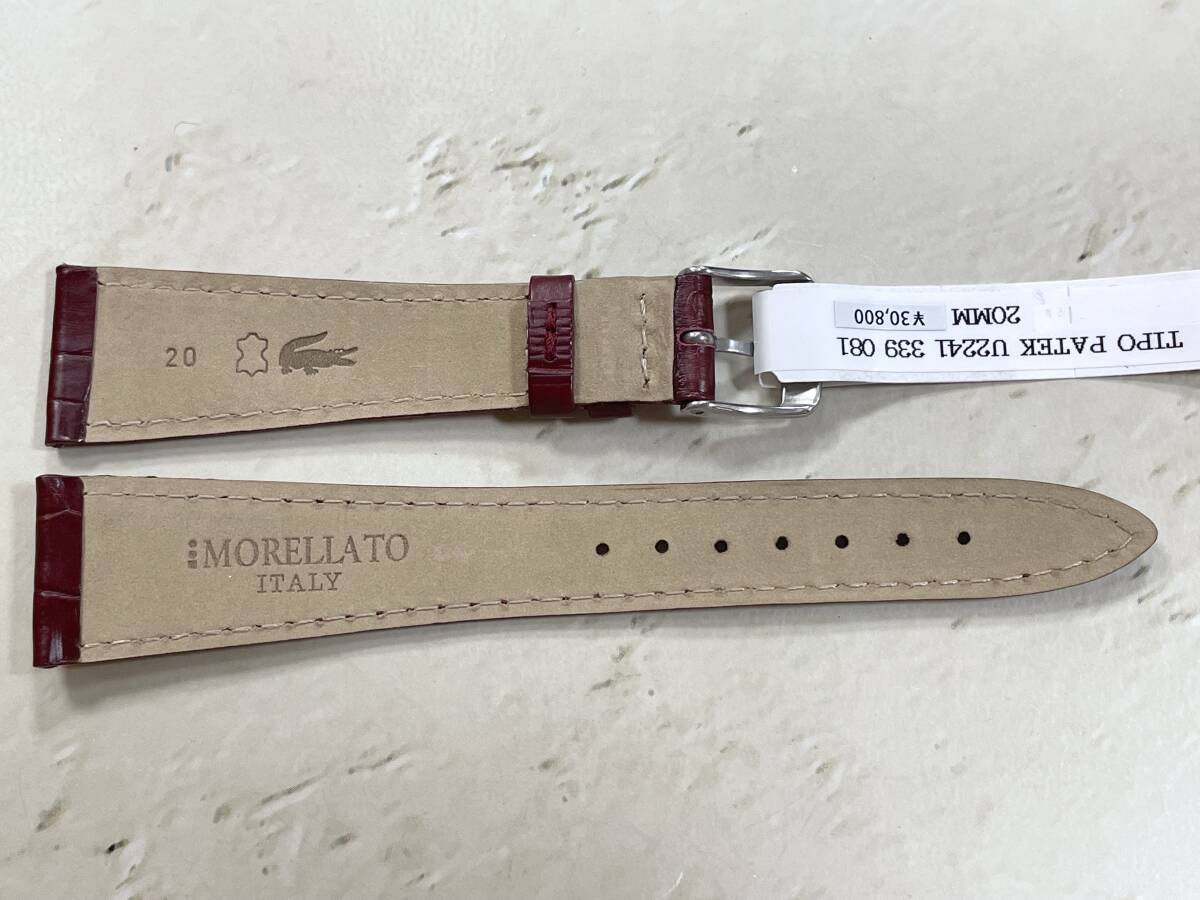 20
MORELLATO
ITALY
TIPO PATEK U2241 339 081
20MM ¥30,800